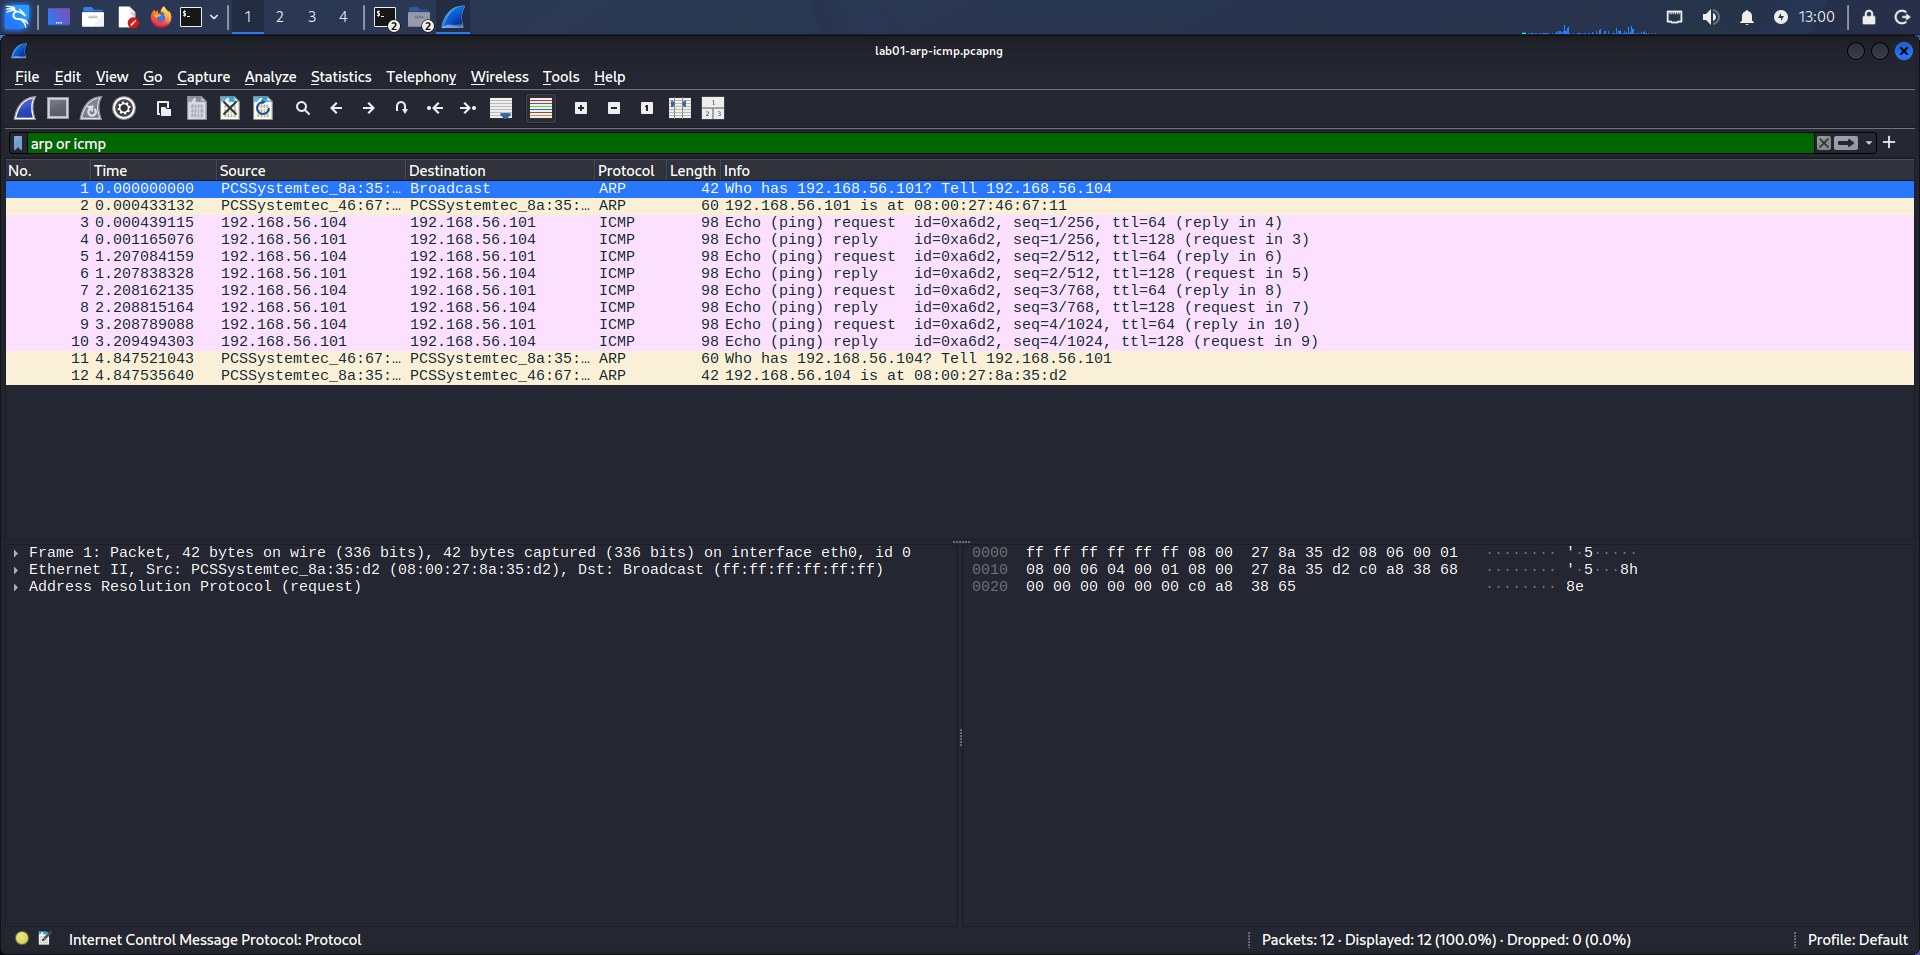 1 2 3 4 2 2 13:00
lab01-arp-icmp.pcapng
File Edit View Go Capture Analyze Statistics Telephony Wireless Tools Help
arp or icmp
No. Time Source Destination Protocol Length Info
1 0.000000000 PCSSystemtec_8a:35:… Broadcast ARP 42 Who has 192.168.56.101? Tell 192.168.56.104
2 0.000433132 PCSSystemtec_46:67:… PCSSystemtec_8a:35:… ARP 60 192.168.56.101 is at 08:00:27:46:67:11
3 0.000439115 192.168.56.104 192.168.56.101 ICMP 98 Echo (ping) request id=0xa6d2, seq=1/256, ttl=64 (reply in 4)
4 0.001165076 192.168.56.101 192.168.56.104 ICMP 98 Echo (ping) reply id=0xa6d2, seq=1/256, ttl=128 (request in 3)
5 1.207084159 192.168.56.104 192.168.56.101 ICMP 98 Echo (ping) request id=0xa6d2, seq=2/512, ttl=64 (reply in 6)
6 1.207838328 192.168.56.101 192.168.56.104 ICMP 98 Echo (ping) reply id=0xa6d2, seq=2/512, ttl=128 (request in 5)
7 2.208162135 192.168.56.104 192.168.56.101 ICMP 98 Echo (ping) request id=0xa6d2, seq=3/768, ttl=64 (reply in 8)
8 2.208815164 192.168.56.101 192.168.56.104 ICMP 98 Echo (ping) reply id=0xa6d2, seq=3/768, ttl=128 (request in 7)
9 3.208789088 192.168.56.104 192.168.56.101 ICMP 98 Echo (ping) request id=0xa6d2, seq=4/1024, ttl=64 (reply in 10)
10 3.209494303 192.168.56.101 192.168.56.104 ICMP 98 Echo (ping) reply id=0xa6d2, seq=4/1024, ttl=128 (request in 9)
11 4.847521043 PCSSystemtec_46:67:… PCSSystemtec_8a:35:… ARP 60 Who has 192.168.56.104? Tell 192.168.56.101
12 4.847535640 PCSSystemtec_8a:35:… PCSSystemtec_46:67:… ARP 42 192.168.56.104 is at 08:00:27:8a:35:d2
Frame 1: Packet, 42 bytes on wire (336 bits), 42 bytes captured (336 bits) on interface eth0, id 0
Ethernet II, Src: PCSSystemtec_8a:35:d2 (08:00:27:8a:35:d2), Dst: Broadcast (ff:ff:ff:ff:ff:ff)
Address Resolution Protocol (request)
0000 ff ff ff ff ff ff 08 00 27 8a 35 d2 08 06 00 01 ········ '·5·····
0010 08 00 06 04 00 01 08 00 27 8a 35 d2 c0 a8 38 68 ········ '·5···8h
0020 00 00 00 00 00 00 c0 a8 38 65 ········ 8e
Internet Control Message Protocol: Protocol
Packets: 12 · Displayed: 12 (100.0%) · Dropped: 0 (0.0%)
Profile: Default